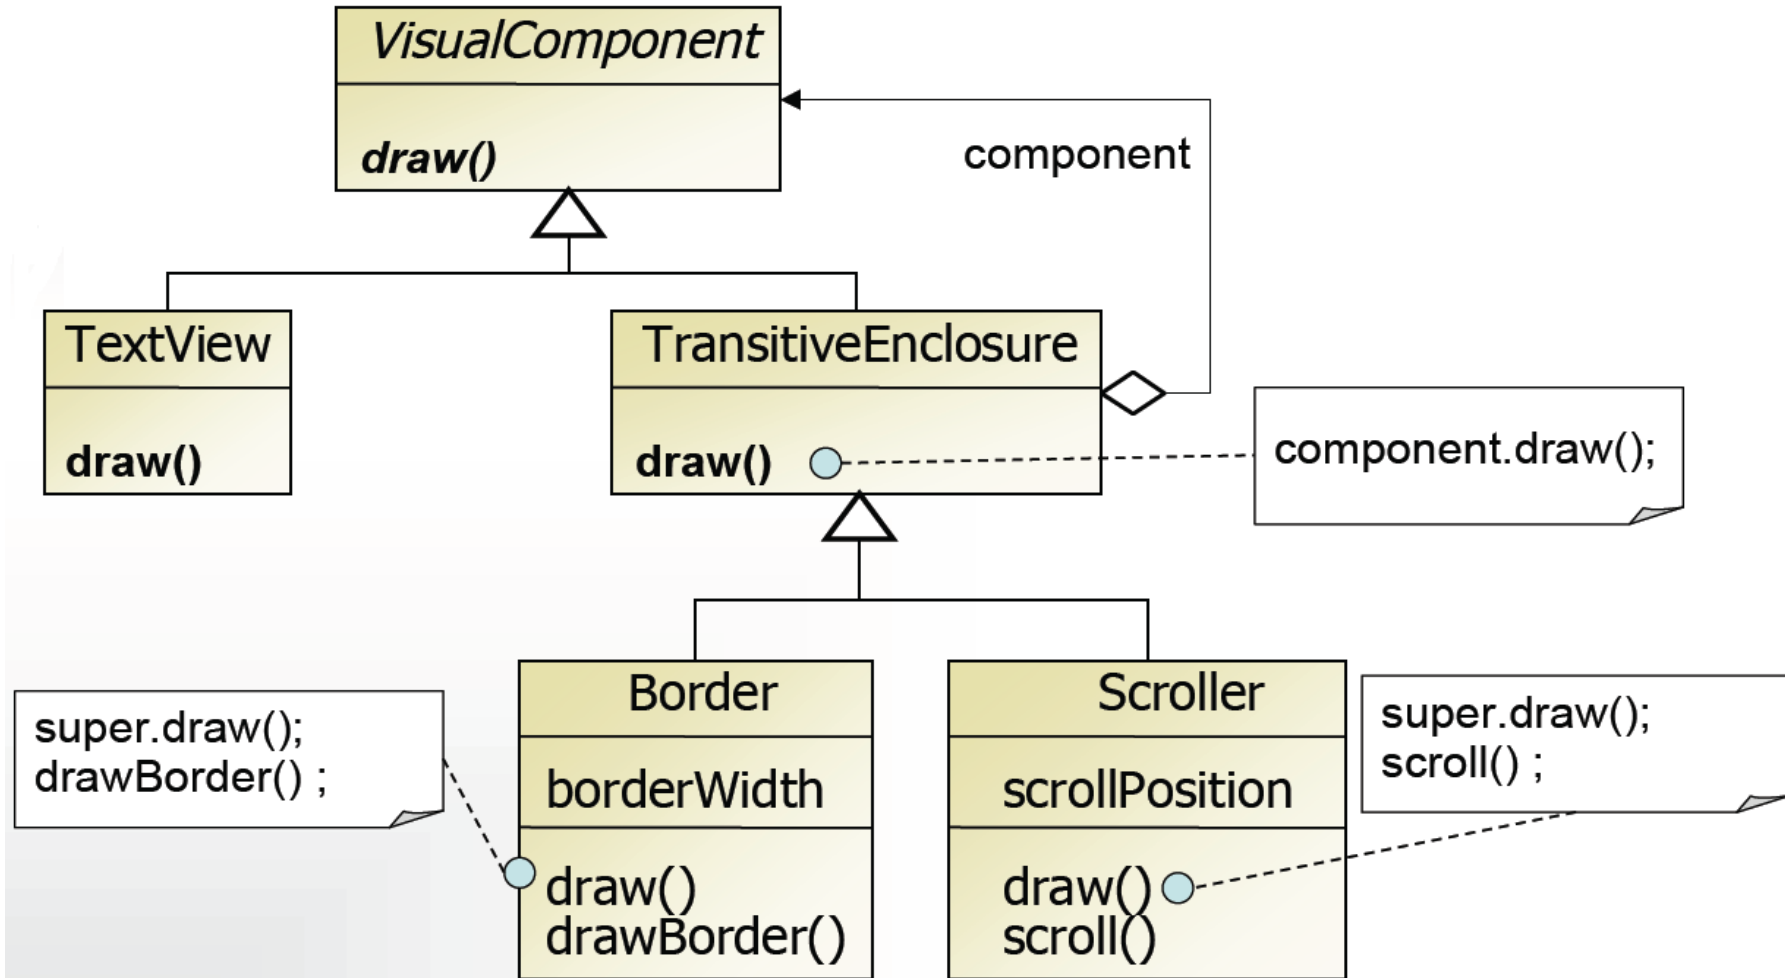 VisualComponent
draw()
component
TextView
draw()
TransitiveEnclosure
draw()
component.draw();
super.draw();
drawBorder() ;
Border
borderWidth
draw()
drawBorder()
Scroller
scrollPosition
draw()
scroll()
super.draw();
scroll() ;